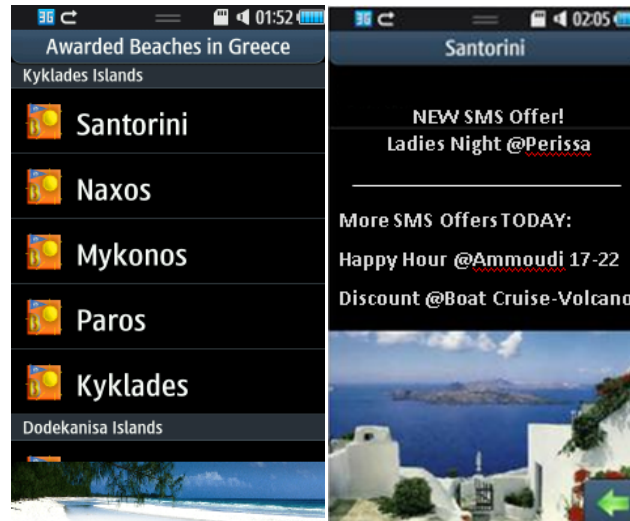 3G 01:52
Awarded Beaches in Greece
Kyklades Islands
Santorini
Naxos
Mykonos
Paros
Kyklades
Dodekanisa Islands
3G 02:05
Santorini
NEW SMS Offer!
Ladies Night @Perissa
More SMS Offers TODAY:
Happy Hour @Ammoudi 17-22
Discount @Boat Cruise-Volcano